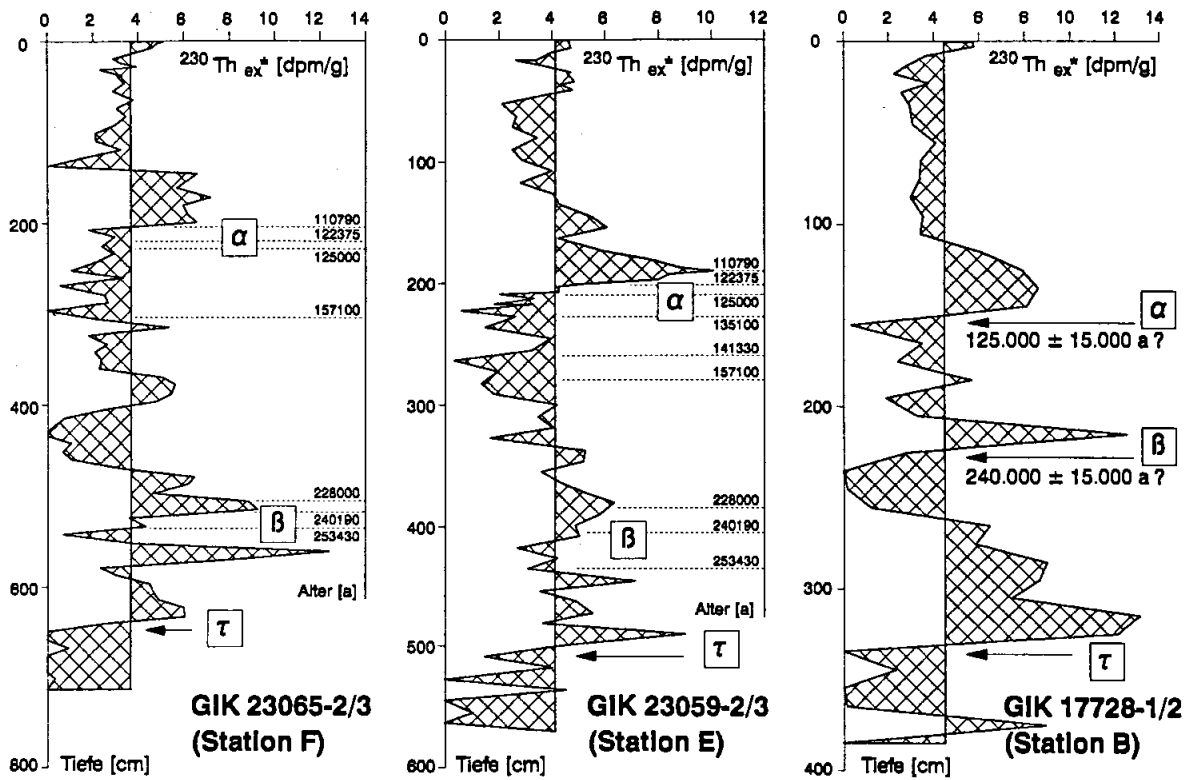 0 2 4 6 8 10 12 14
²³⁰Th ex* [dpm/g]
0
200
400
600
800
110790
α
122375
125000
157100
228000
β
240190
253430
Alter [a]
τ
GIK 23065-2/3
(Station F)
Tiefe [cm]
0 2 4 6 8 10 12
²³⁰Th ex* [dpm/g]
0
100
200
300
400
500
600
110790
122375
α
125000
135100
141330
157100
228000
β
240190
253430
Alter [a]
τ
GIK 23059-2/3
(Station E)
Tiefe [cm]
0 2 4 6 8 10 12 14
²³⁰Th ex* [dpm/g]
0
100
200
300
400
α
125.000 ± 15.000 a ?
β
240.000 ± 15.000 a ?
τ
GIK 17728-1/2
(Station B)
Tiefe [cm]